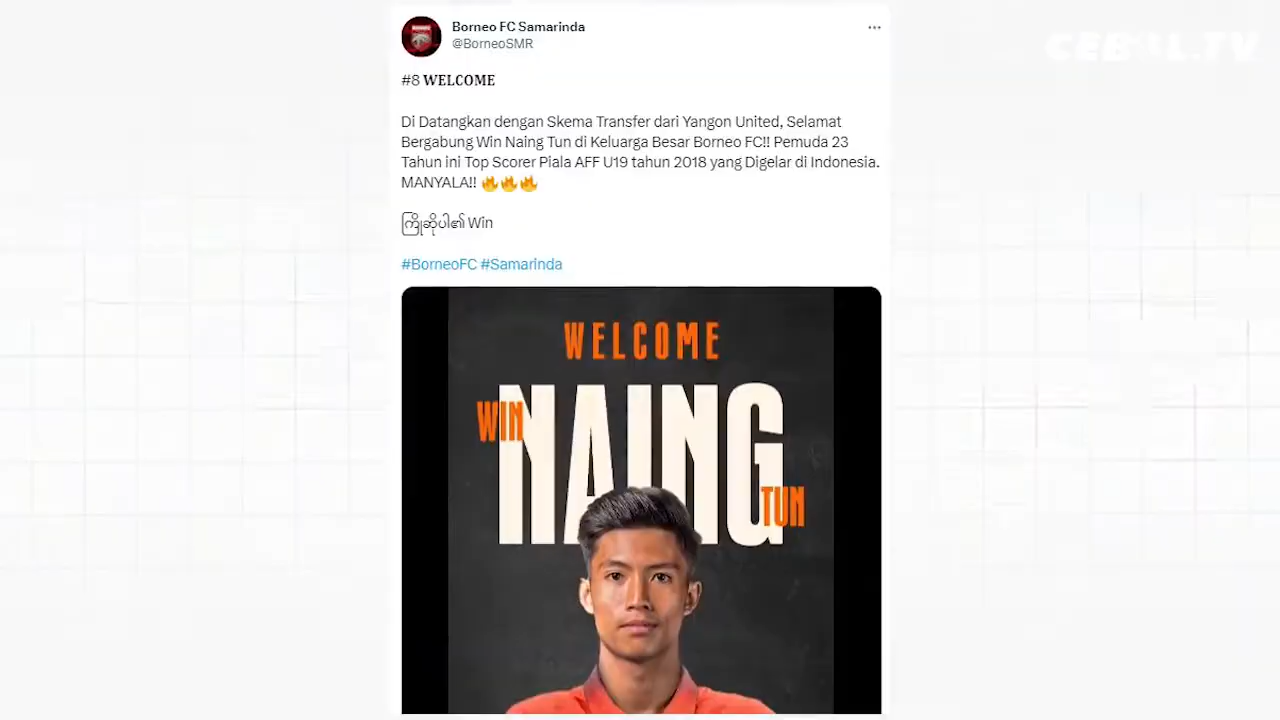 Borneo FC Samarinda
@BorneoSMR
#8 WELCOME
Di Datangkan dengan Skema Transfer dari Yangon United, Selamat
Bergabung Win Naing Tun di Keluarga Besar Borneo FC!! Pemuda 23
Tahun ini Top Scorer Piala AFF U19 tahun 2018 yang Digelar di Indonesia.
MANYALA!! 🔥🔥🔥
ကြိုဆိုပါ၏ Win
#BorneoFC #Samarinda
WELCOME
WIN
NAING
TUN